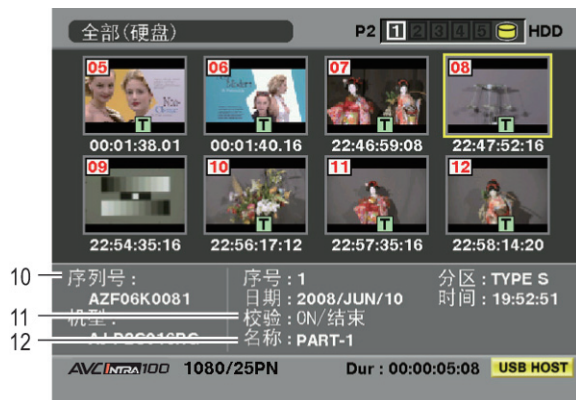 全部(硬盘)
P2 1 2 3 4 5 HDD
05 06 07 08
T T T T
00:01:38.01 00:01:40.16 22:46:59:08 22:47:52:16
09 10 11 12
T T T
22:54:35:16 22:56:17:12 22:57:35:16 22:58:14:20
10 序列号: 序号:1 分区:TYPE S
AZF06K0081 日期:2008/JUN/10 时间:19:52:51
11 机型: 校验:ON/结束
12 名称:PART-1
AVC INTRA 100 1080/25PN Dur : 00:00:05:08 USB HOST